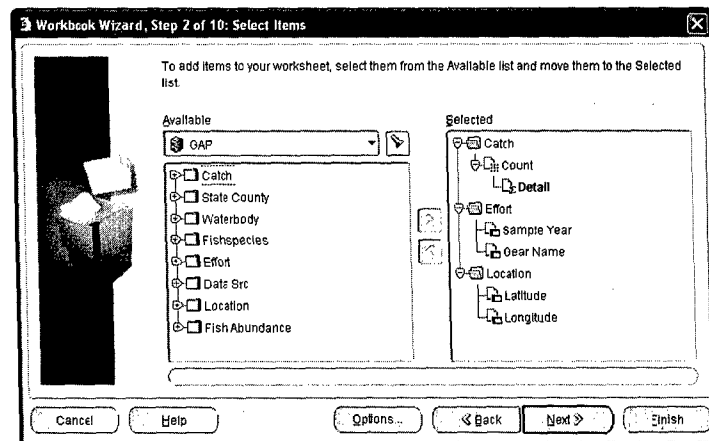 Workbook Wizard, Step 2 of 10: Select Items
To add items to your worksheet, select them from the Available list and move them to the Selected
list.
Available
GAP
Catch
State County
Waterbody
Fishspecies
Effort
Data Src
Location
Fish Abundance
Selected
Catch
Count
Detail
Effort
Sample Year
Gear Name
Location
Latitude
Longitude
Cancel
Help
Options...
Back
Next
Finish